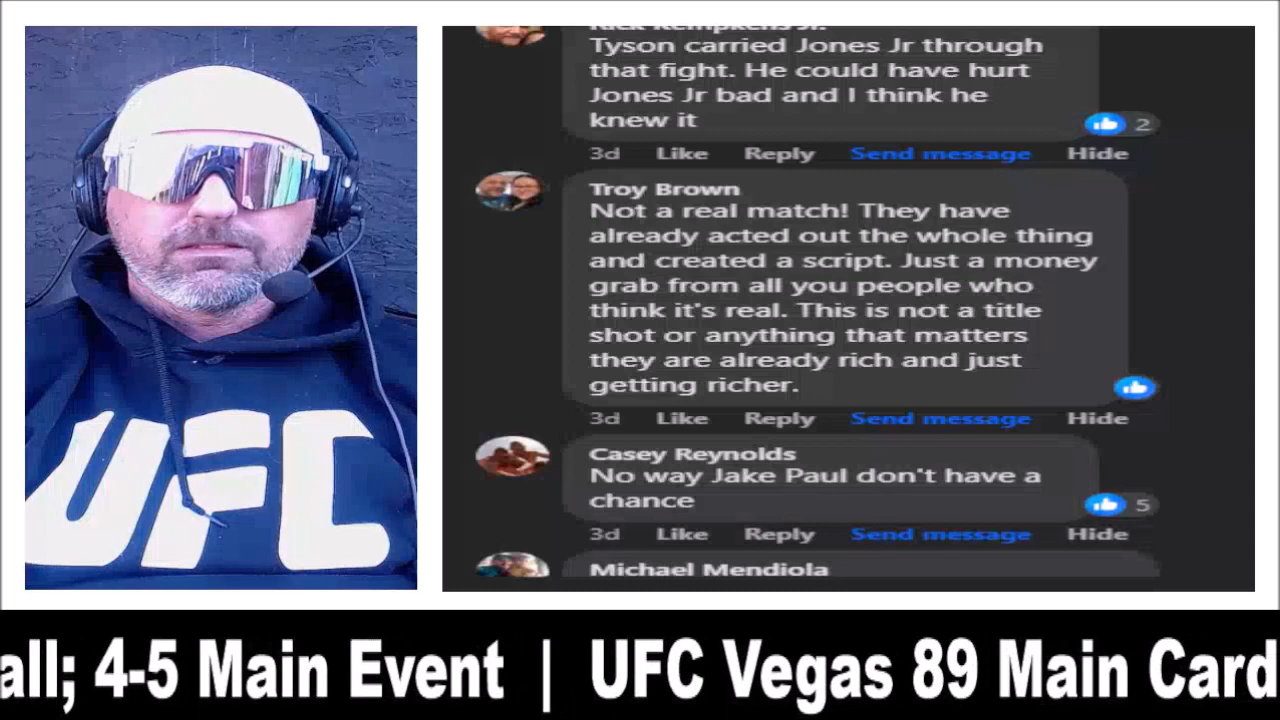 UFC
Tyson carried Jones Jr through
that fight. He could have hurt
Jones Jr bad and I think he
knew it
2
3d Like Reply Send message Hide
Troy Brown
Not a real match! They have
already acted out the whole thing
and created a script. Just a money
grab from all you people who
think it's real. This is not a title
shot or anything that matters
they are already rich and just
getting richer.
3d Like Reply Send message Hide
Casey Reynolds
No way Jake Paul don't have a
chance
5
3d Like Reply Send message Hide
Michael Mendiola
all; 4-5 Main Event | UFC Vegas 89 Main Card